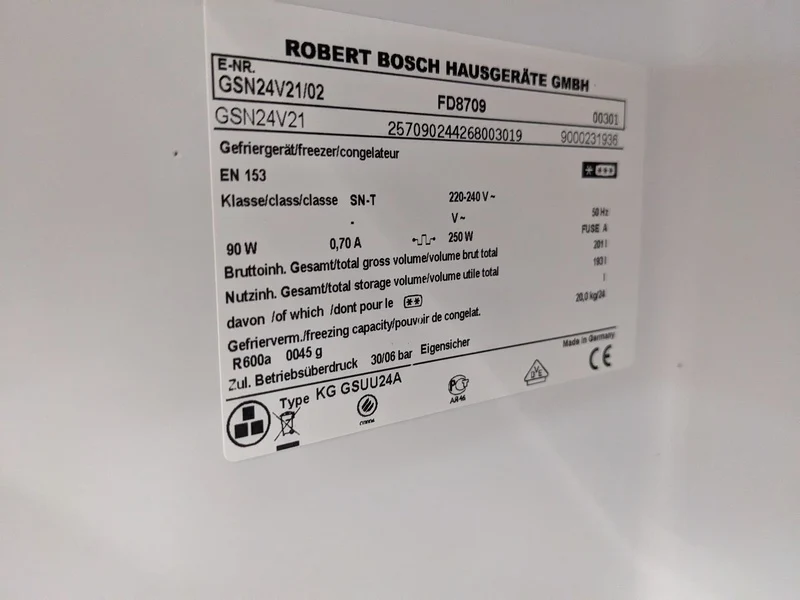 ROBERT BOSCH HAUSGERÄTE GMBH
E-NR.
GSN24V21/02 FD8709 00301
GSN24V21 257090244268003019 9000231936
Gefriergerät/freezer/congelateur
EN 153
Klasse/class/classe SN-T 220-240 V ~ 50 Hz
- V ~ FUSE A
90 W 0,70 A 250 W
Bruttoinh. Gesamt/total gross volume/volume brut total 201 l
Nutzinh. Gesamt/total storage volume/volume utile total 193 l
davon /of which /dont pour le ** l
Gefrierverm./freezing capacity/pouvoir de congelat. 20,0 kg/24
R600a 0045 g
Zul. Betriebsüberdruck 30/06 bar Eigensicher
Made in Germany
Type KG GSUU24A
АЯ46
CE